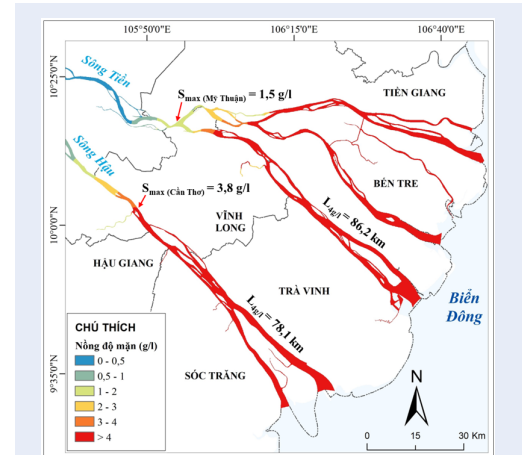 105°50'0"E
106°15'0"E
106°40'0"E
10°25'0"N
10°0'0"N
9°35'0"N
Sông Tiền
Smax (Mỹ Thuận) = 1,5 g/l
TIỀN GIANG
Sông Hậu
Smax (Cần Thơ) = 3,8 g/l
BẾN TRE
VĨNH
LONG
L4g/l = 86,2 km
HẬU GIANG
TRÀ VINH
Biển
Đông
L4g/l = 78,1 km
SÓC TRĂNG
CHÚ THÍCH
Nồng độ mặn (g/l)
0 - 0,5
0,5 - 1
1 - 2
2 - 3
3 - 4
> 4
N
0 15 30 Km